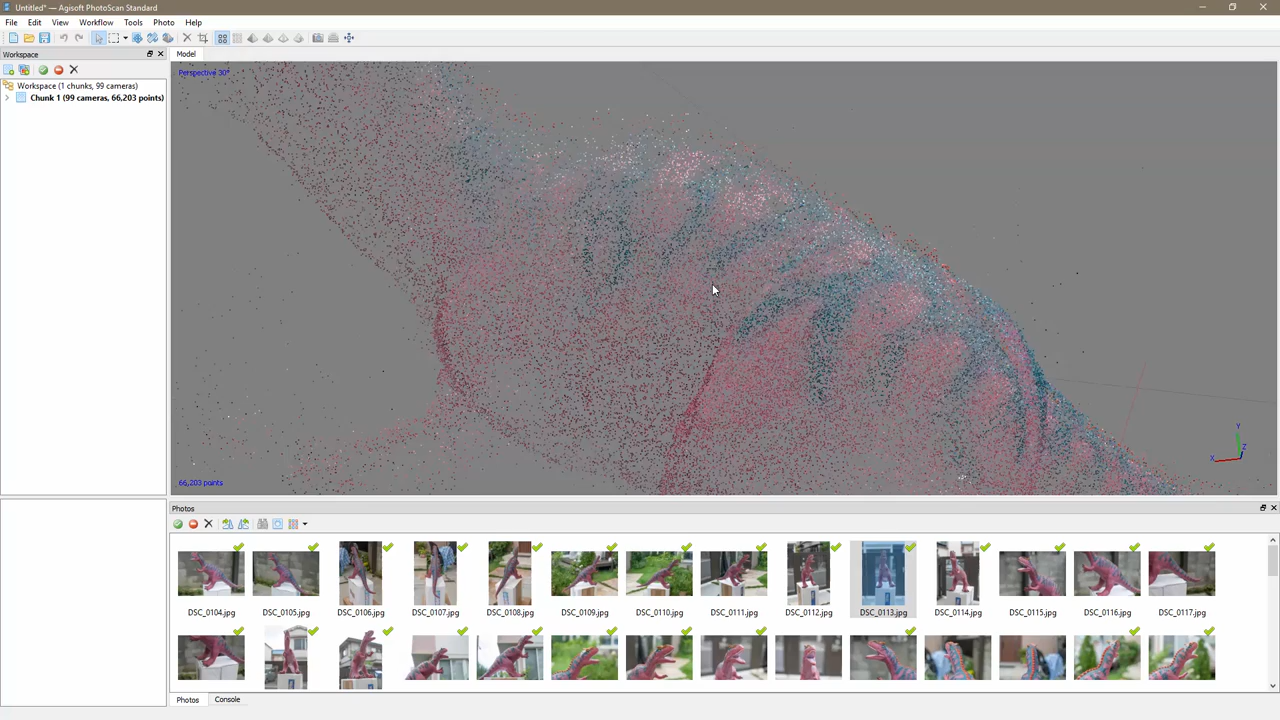 Untitled* — Agisoft PhotoScan Standard
File Edit View Workflow Tools Photo Help
Workspace
Model
Workspace (1 chunks, 99 cameras)
Chunk 1 (99 cameras, 66,203 points)
Perspective 30°
Y
Z
X
66,203 points
Photos
DSC_0104.jpg DSC_0105.jpg DSC_0106.jpg DSC_0107.jpg DSC_0108.jpg DSC_0109.jpg DSC_0110.jpg DSC_0111.jpg DSC_0112.jpg DSC_0113.jpg DSC_0114.jpg DSC_0115.jpg DSC_0116.jpg DSC_0117.jpg
Photos Console